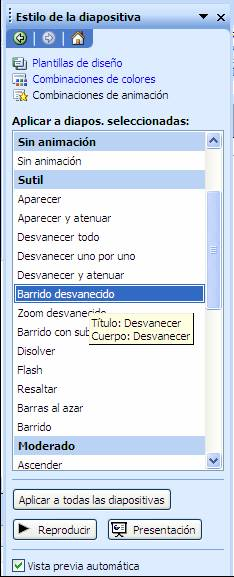 Estilo de la diapositiva
Plantillas de diseño
Combinaciones de colores
Combinaciones de animación
Aplicar a diapos. seleccionadas:
Sin animación
Sin animación
Sutil
Aparecer
Aparecer y atenuar
Desvanecer todo
Desvanecer uno por uno
Desvanecer y atenuar
Barrido desvanecido
Zoom desvanecido
Título: Desvanecer
Cuerpo: Desvanecer
Barrido con sub
Disolver
Flash
Resaltar
Barras al azar
Barrido
Moderado
Ascender
Aplicar a todas las diapositivas
Reproducir
Presentación
Vista previa automática